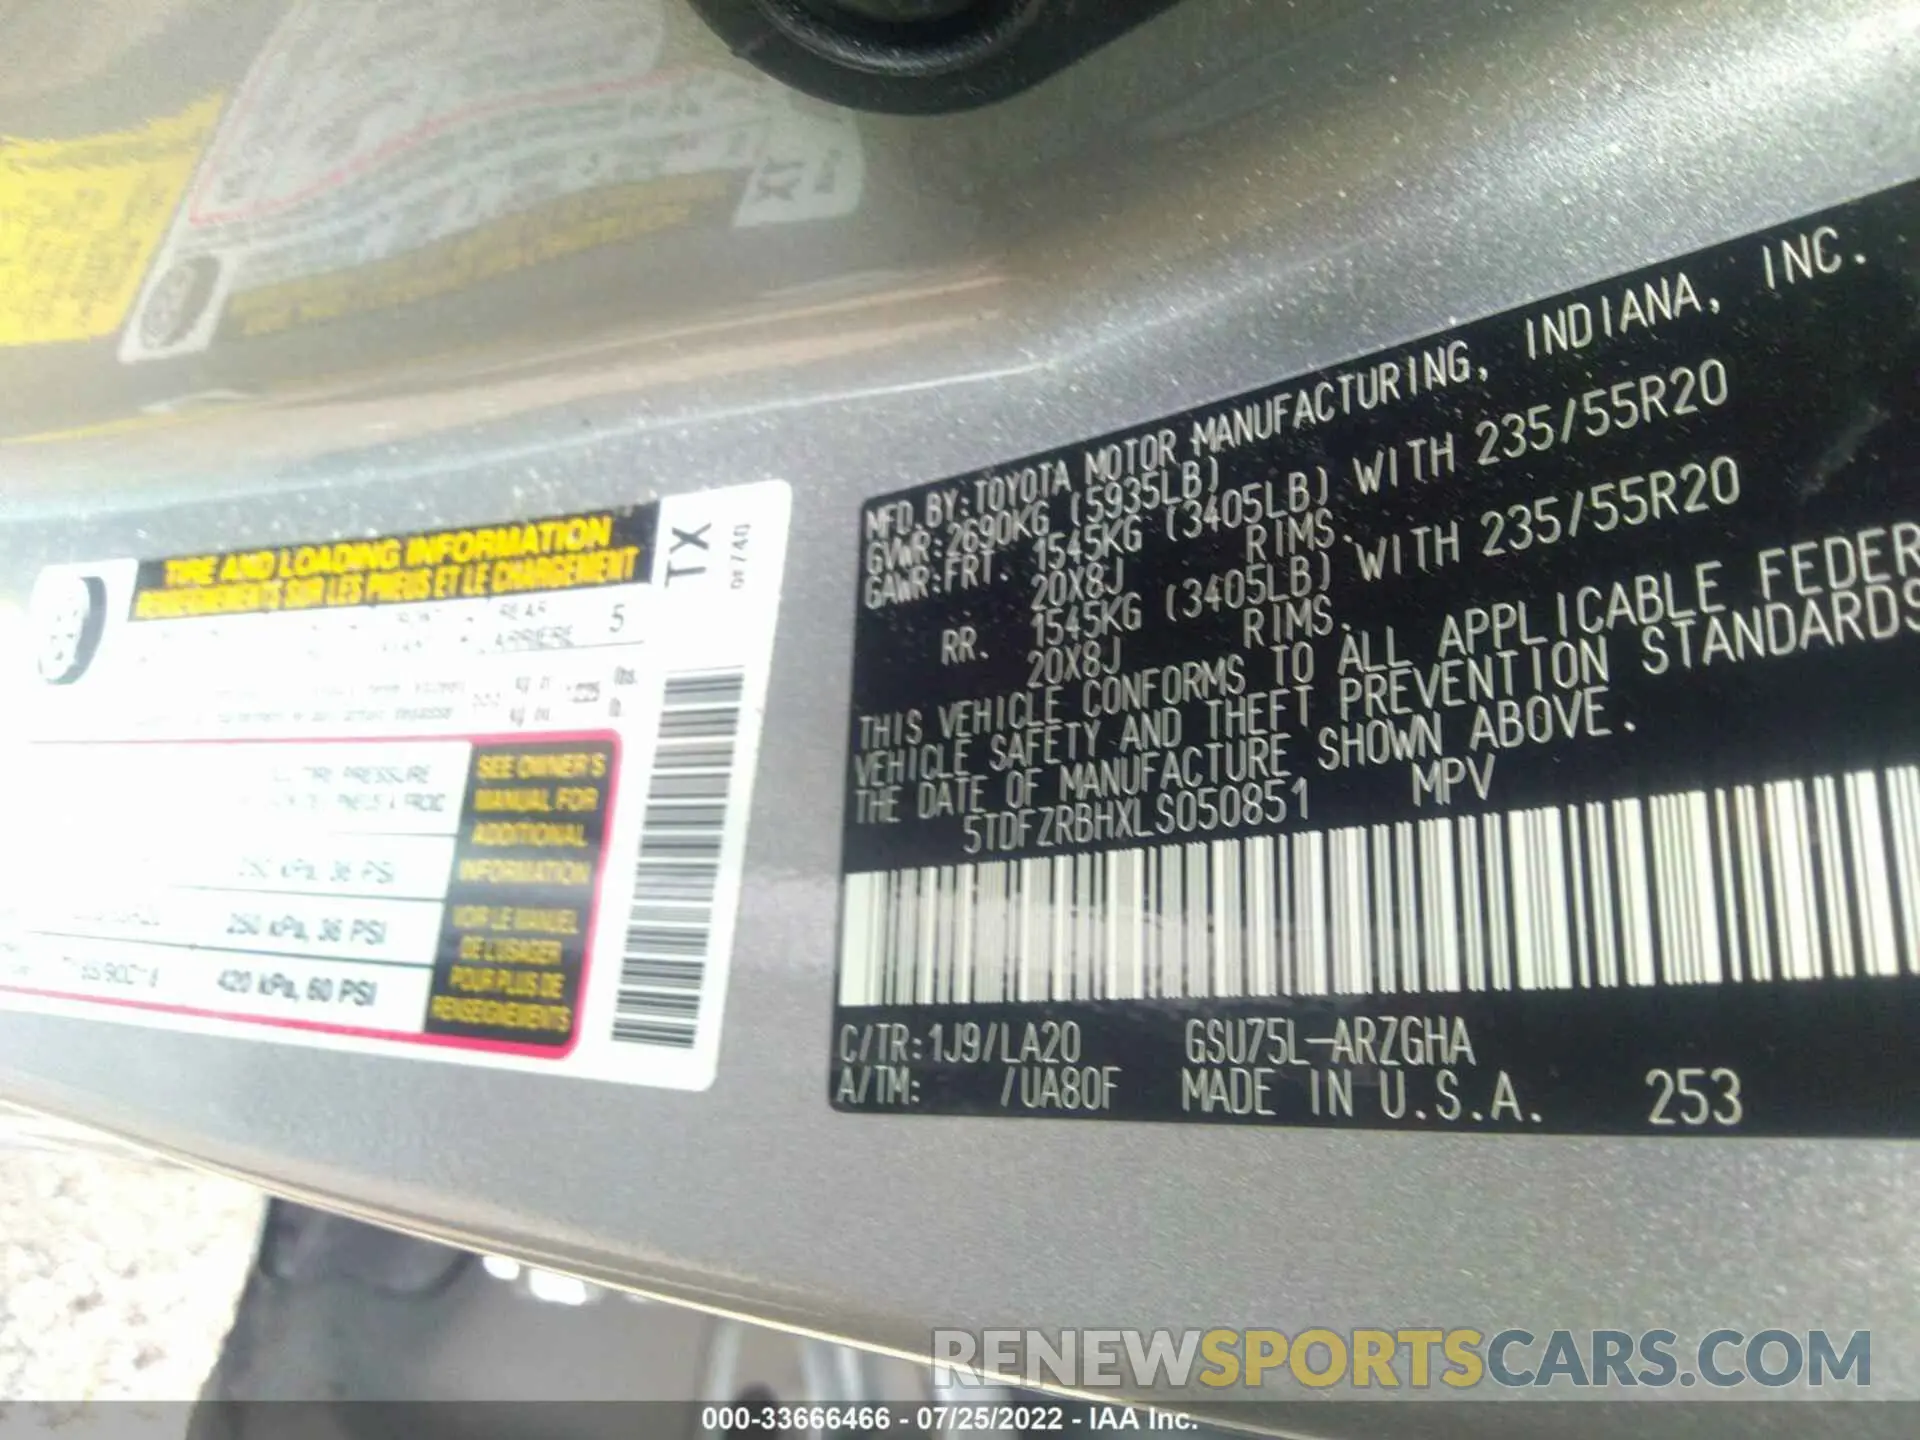 TIRE AND LOADING INFORMATION
RENSEIGNEMENTS SUR LES PNEUS ET LE CHARGEMENT
TX
REAR
ARRIERE
5
TIRE PRESSURE
SEE OWNER'S
MANUAL FOR
ADDITIONAL
INFORMATION
VOIR LE MANUEL
DE L'USAGER
POUR PLUS DE
RENSEIGNEMENTS
250 kPa, 36 PSI
250 kPa, 36 PSI
420 kPa, 60 PSI
MFD. BY: TOYOTA MOTOR MANUFACTURING, INDIANA, INC.
GVWR: 2690KG (5935LB)
GAWR: FRT. 1545KG (3405LB) WITH 235/55R20
20X8J RIMS.
RR. 1545KG (3405LB) WITH 235/55R20
20X8J RIMS.
THIS VEHICLE CONFORMS TO ALL APPLICABLE FEDER
VEHICLE SAFETY AND THEFT PREVENTION STANDARDS
THE DATE OF MANUFACTURE SHOWN ABOVE.
5TDFZRBHXLS050851 MPV
C/TR: 1J9/LA20 GSU75L-ARZGHA
A/TM: /UA80F MADE IN U.S.A. 253
RENEWSPORTSCARS.COM
000-33666466 - 07/25/2022 - IAA Inc.